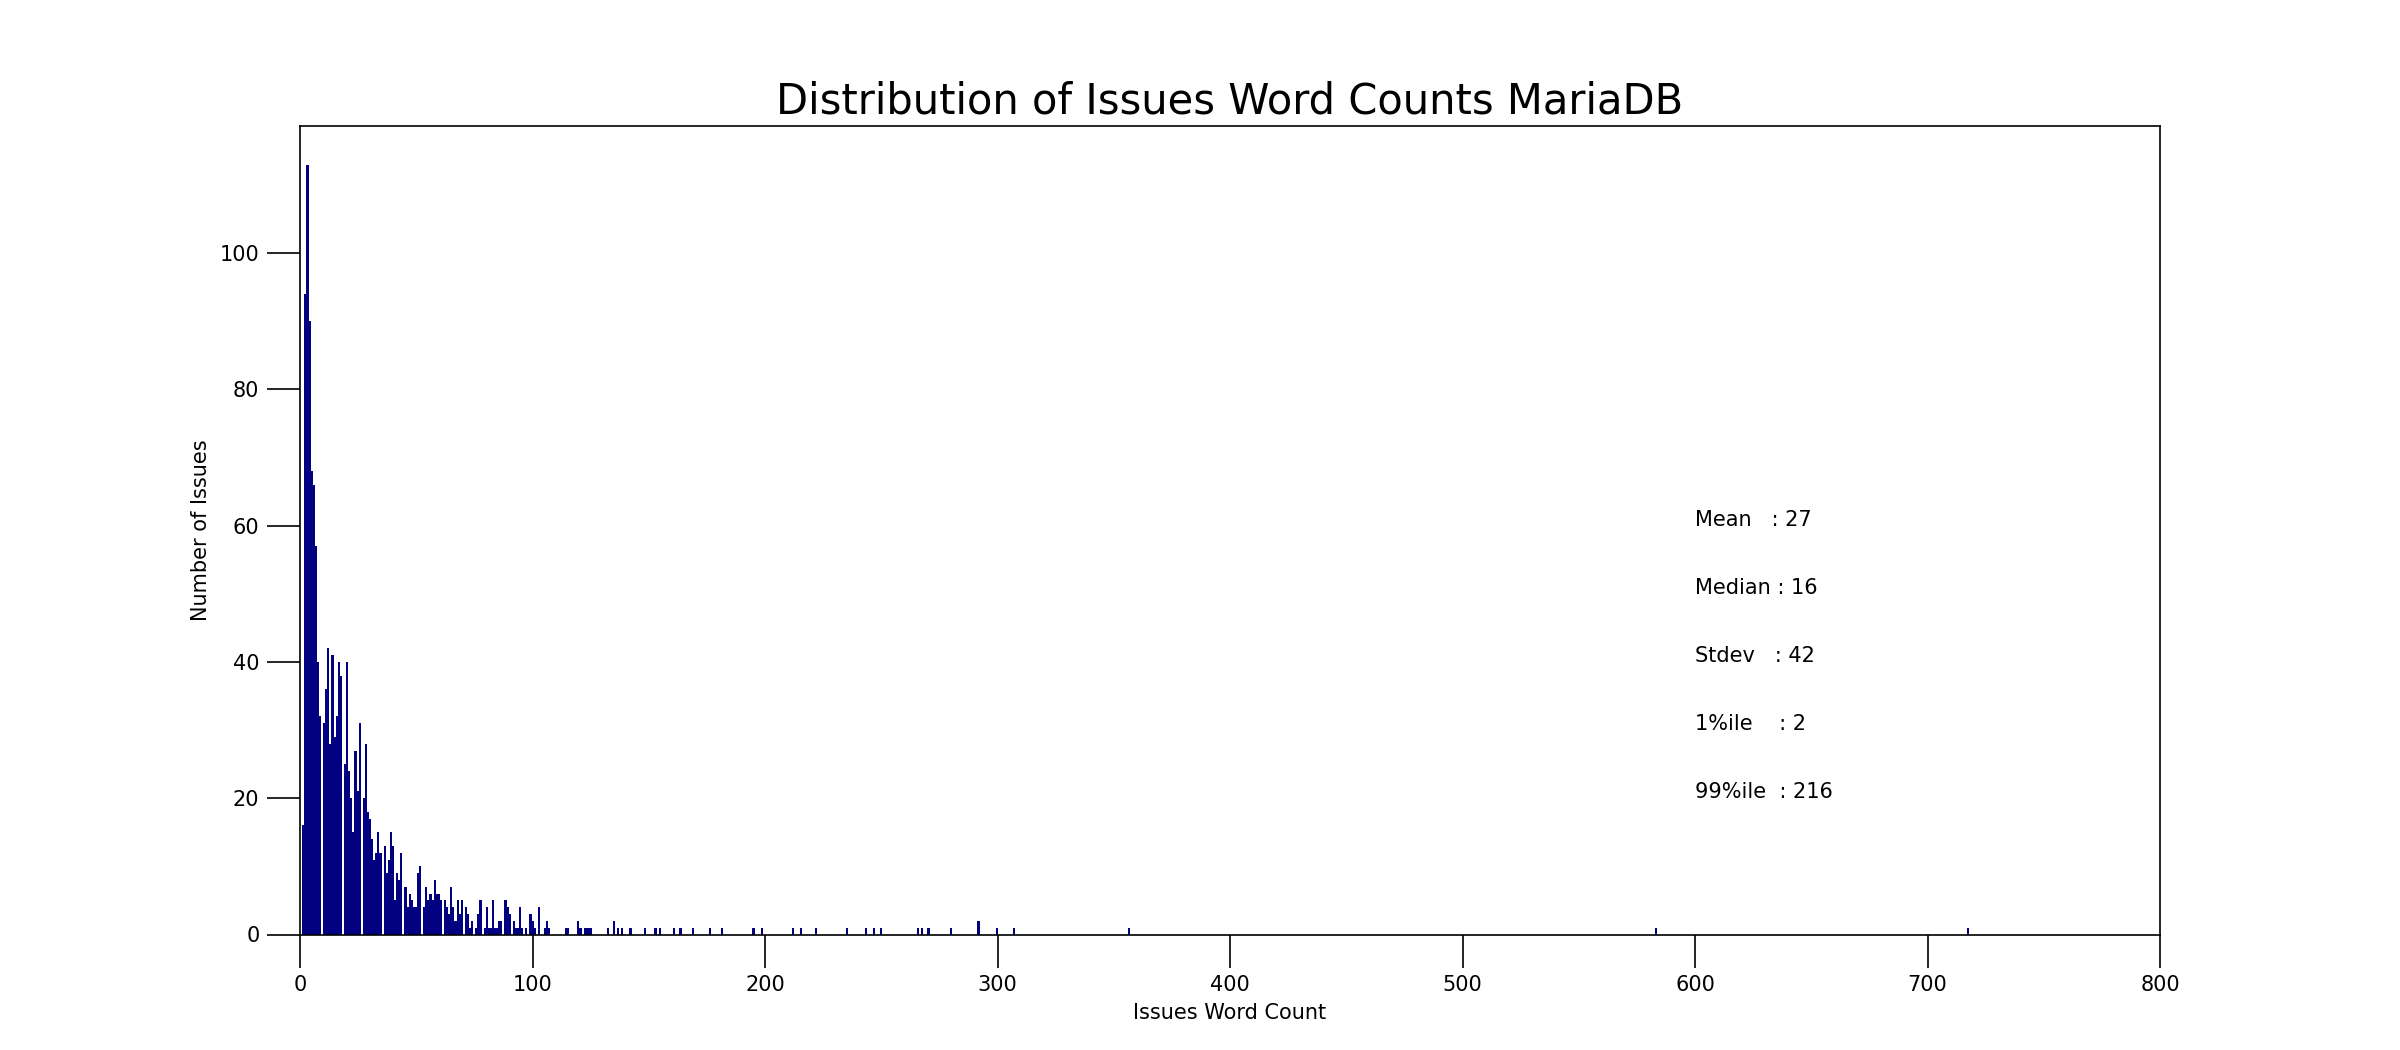 Distribution of Issues Word Counts MariaDB
100
80
60
40
20
0
Number of Issues
Mean : 27
Median : 16
Stdev : 42
1%ile : 2
99%ile : 216
0 100 200 300 400 500 600 700 800
Issues Word Count